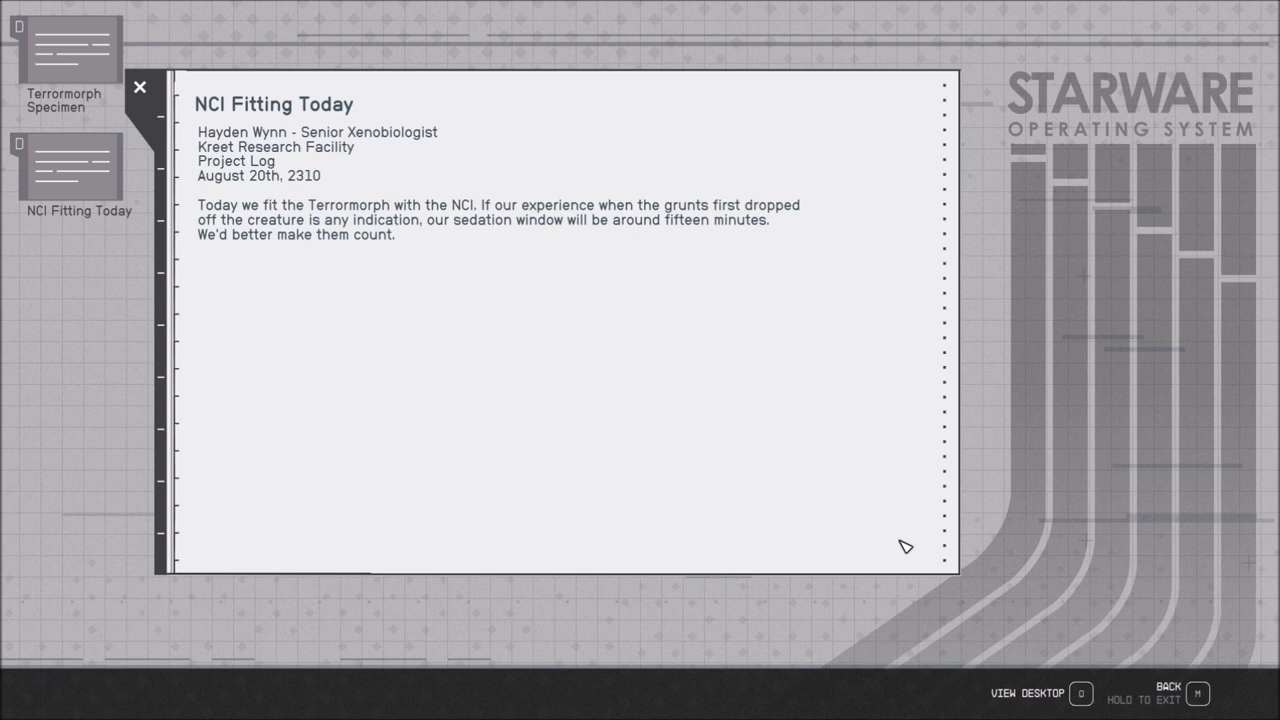 Terrormorph
Specimen
NCI Fitting Today
NCI Fitting Today
Hayden Wynn - Senior Xenobiologist
Kreet Research Facility
Project Log
August 20th, 2310
Today we fit the Terrormorph with the NCI. If our experience when the grunts first dropped
off the creature is any indication, our sedation window will be around fifteen minutes.
We'd better make them count.
STARWARE
OPERATING SYSTEM
VIEW DESKTOP Q
BACK
HOLD TO EXIT M